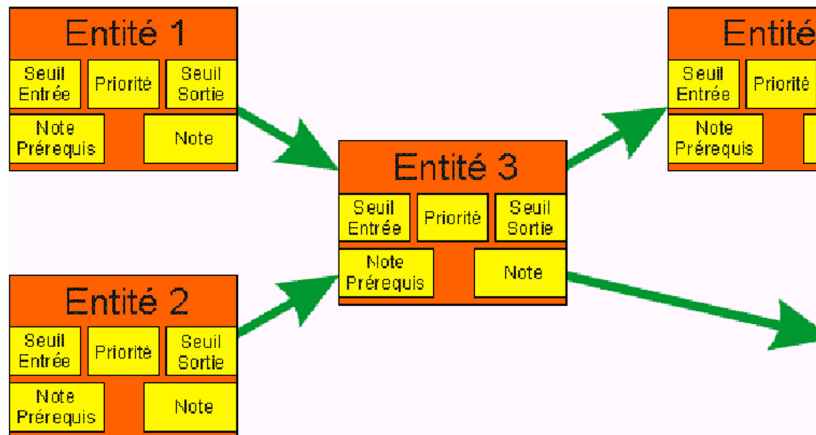 Entité 1
Seuil
Entrée
Priorité
Seuil
Sortie
Note
Prérequis
Note
Entité 2
Seuil
Entrée
Priorité
Seuil
Sortie
Note
Prérequis
Note
Entité 3
Seuil
Entrée
Priorité
Seuil
Sortie
Note
Prérequis
Note
Entité
Seuil
Entrée
Priorité
Note
Prérequis